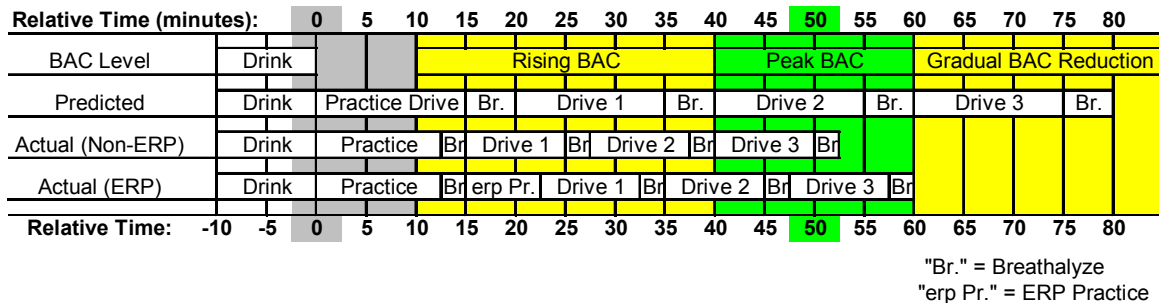 Relative Time (minutes): 0 5 10 15 20 25 30 35 40 45 50 55 60 65 70 75 80
BAC Level Drink Rising BAC Peak BAC Gradual BAC Reduction
Predicted Drink Practice Drive Br. Drive 1 Br. Drive 2 Br. Drive 3 Br.
Actual (Non-ERP) Drink Practice Br Drive 1 Br Drive 2 Br Drive 3 Br
Actual (ERP) Drink Practice Br erp Pr. Drive 1 Br Drive 2 Br Drive 3 Br
Relative Time: -10 -5 0 5 10 15 20 25 30 35 40 45 50 55 60 65 70 75 80
"Br." = Breathalyze
"erp Pr." = ERP Practice